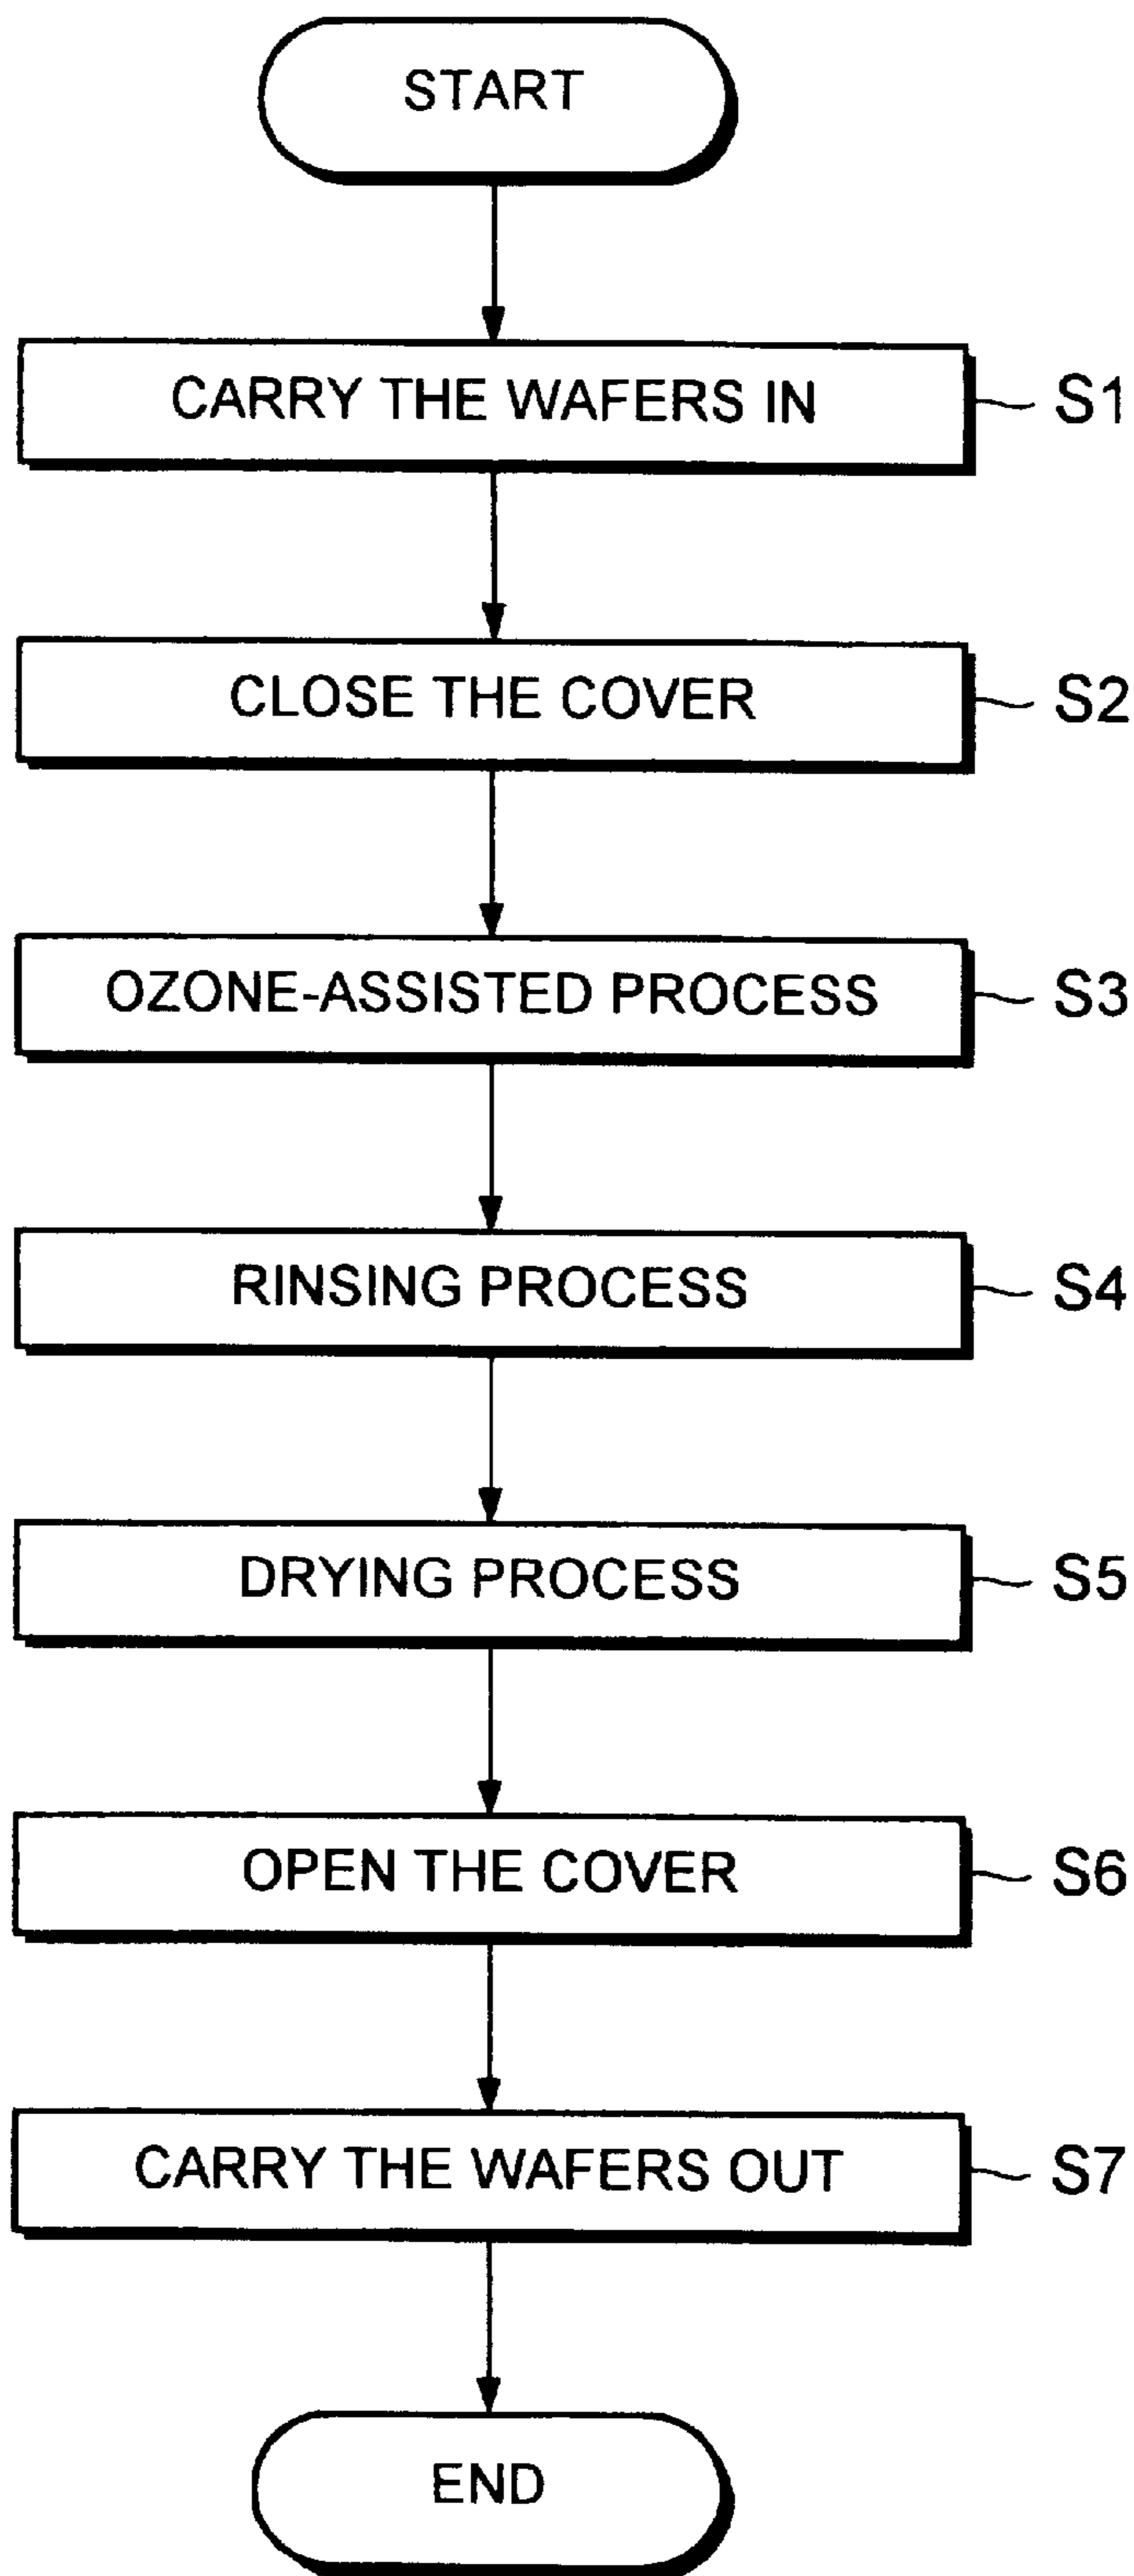 START
CARRY THE WAFERS IN S1
CLOSE THE COVER S2
OZONE-ASSISTED PROCESS S3
RINSING PROCESS S4
DRYING PROCESS S5
OPEN THE COVER S6
CARRY THE WAFERS OUT S7
END